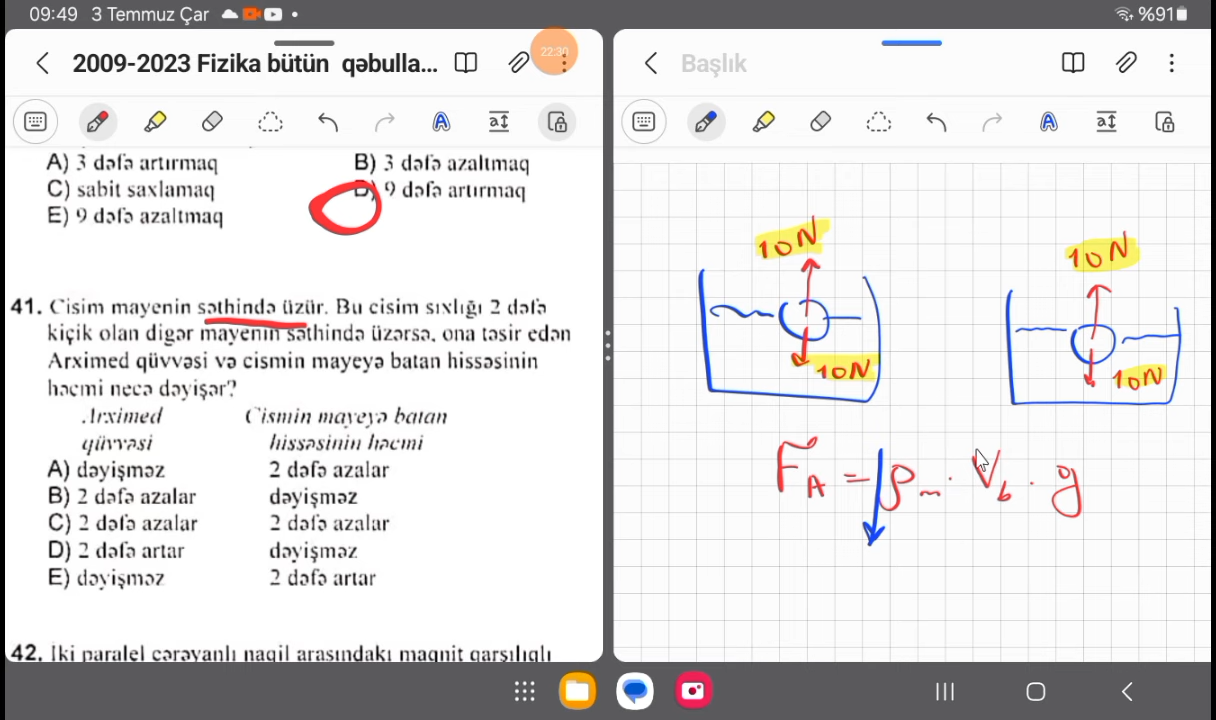 09:49 3 Temmuz Çar
%91
2009-2023 Fizika bütün qəbulla...
22:30
Başlık
A) 3 dəfə artırmaq B) 3 dəfə azaltmaq
C) sabit saxlamaq D) 9 dəfə artırmaq
E) 9 dəfə azaltmaq
41. Cisim mayenin səthində üzür. Bu cisim sıxlığı 2 dəfə
kiçik olan digər mayenin səthində üzərsə, ona təsir edən
Arximed qüvvəsi və cismin mayeyə batan hissəsinin
həcmi necə dəyişər?
Arximed Cismin mayeyə batan
qüvvəsi hissəsinin həcmi
A) dəyişməz 2 dəfə azalar
B) 2 dəfə azalar dəyişməz
C) 2 dəfə azalar 2 dəfə azalar
D) 2 dəfə artar dəyişməz
E) dəyişməz 2 dəfə artar
42. İki paralel cərəyanlı naqil arasındakı maqnit qarşılıqlı
10N
10N
10N
10N
F_A = ρ_m · V_b · g